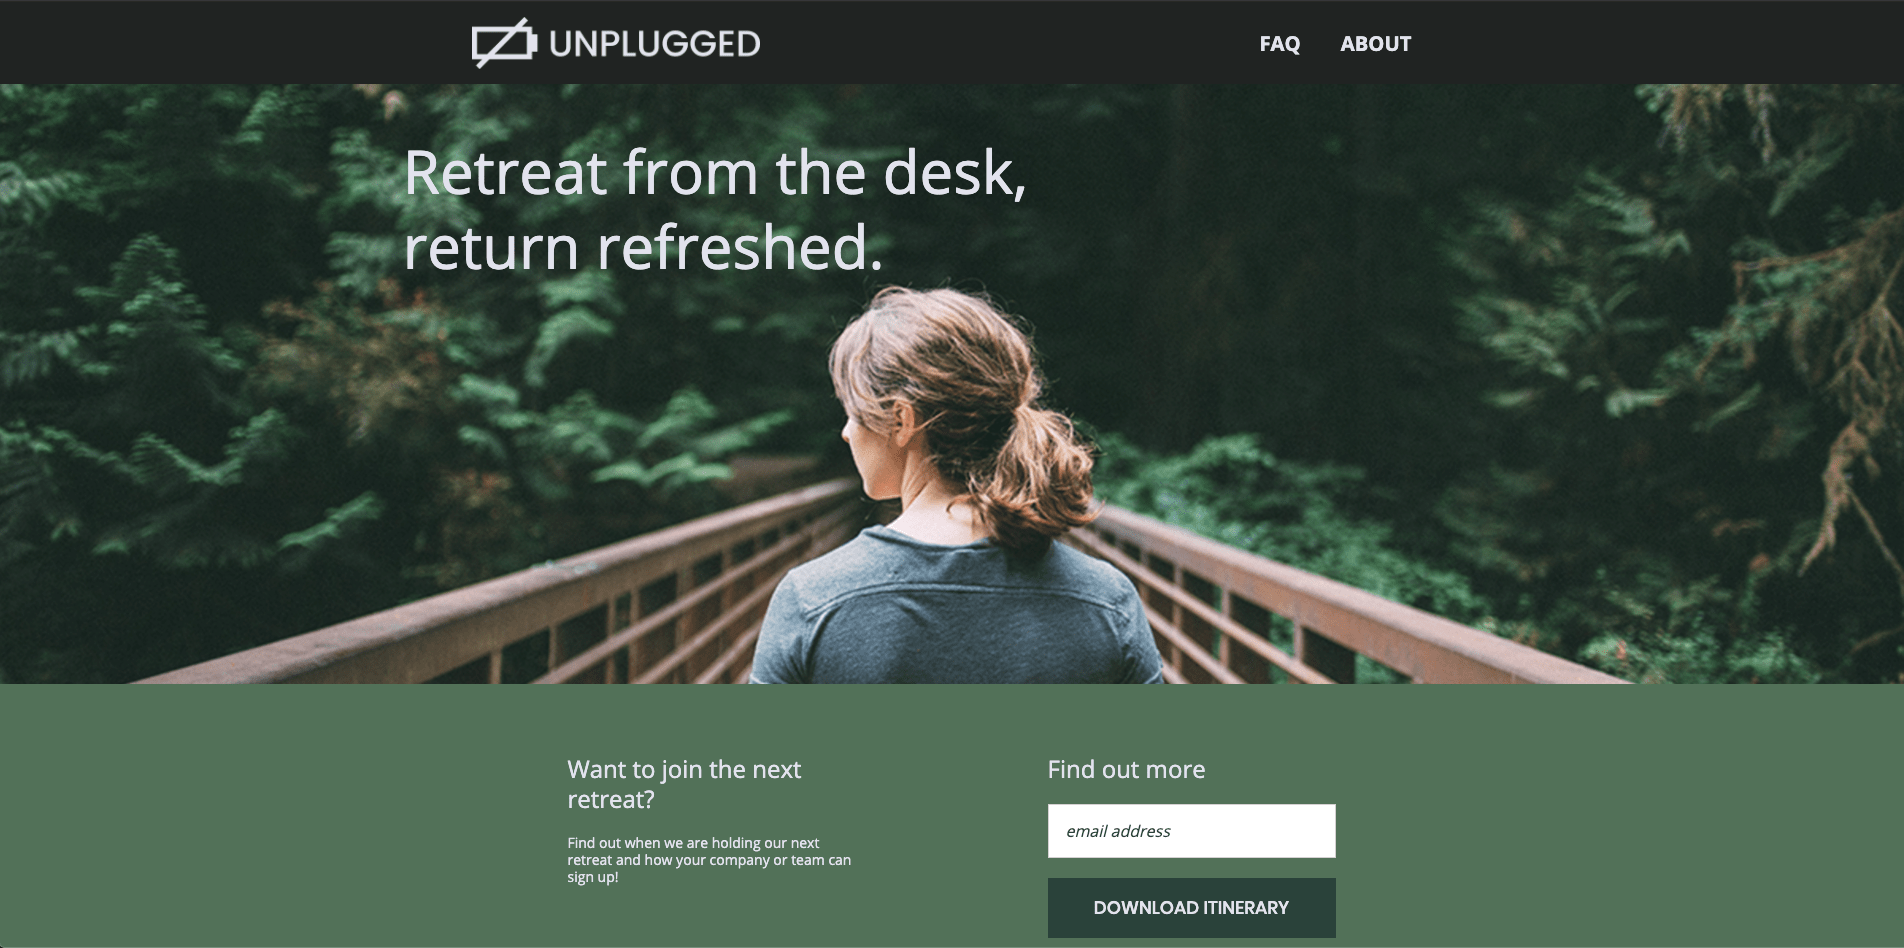 UNPLUGGED
FAQ
ABOUT
Retreat from the desk,
return refreshed.
Want to join the next
retreat?
Find out when we are holding our next
retreat and how your company or team can
sign up!
Find out more
email address
DOWNLOAD ITINERARY